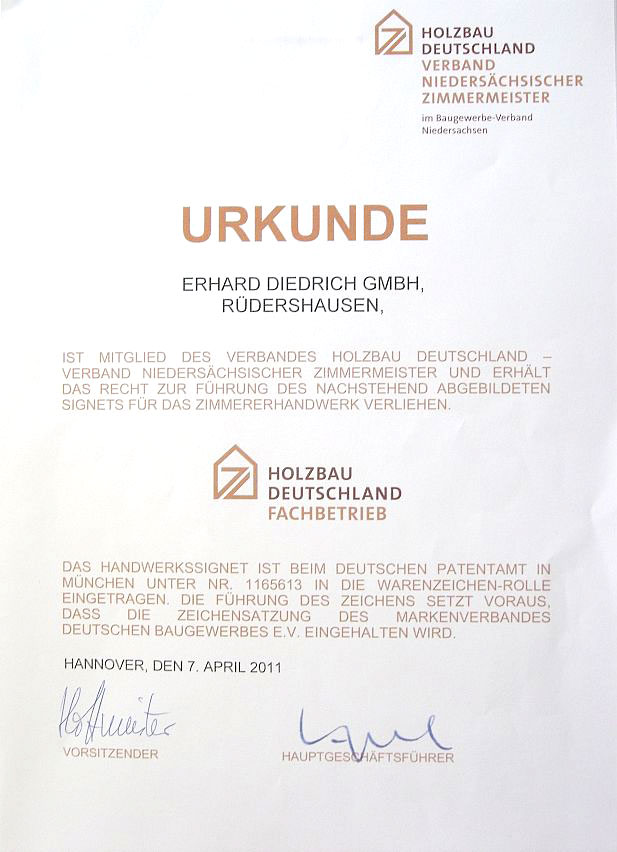 HOLZBAU
DEUTSCHLAND
VERBAND
NIEDERSÄCHSISCHER
ZIMMERMEISTER
im Baugewerbe-Verband
Niedersachsen
URKUNDE
ERHARD DIEDRICH GMBH,
RÜDERSHAUSEN,
IST MITGLIED DES VERBANDES HOLZBAU DEUTSCHLAND –
VERBAND NIEDERSÄCHSISCHER ZIMMERMEISTER UND ERHÄLT
DAS RECHT ZUR FÜHRUNG DES NACHSTEHEND ABGEBILDETEN
SIGNETS FÜR DAS ZIMMERERHANDWERK VERLIEHEN.
HOLZBAU
DEUTSCHLAND
FACHBETRIEB
DAS HANDWERKSSIGNET IST BEIM DEUTSCHEN PATENTAMT IN
MÜNCHEN UNTER NR. 1165613 IN DIE WARENZEICHEN-ROLLE
EINGETRAGEN. DIE FÜHRUNG DES ZEICHENS SETZT VORAUS,
DASS DIE ZEICHENSATZUNG DES MARKENVERBANDES
DEUTSCHEN BAUGEWERBES E.V. EINGEHALTEN WIRD.
HANNOVER, DEN 7. APRIL 2011
Hoffmeister
VORSITZENDER
HAUPTGESCHÄFTSFÜHRER